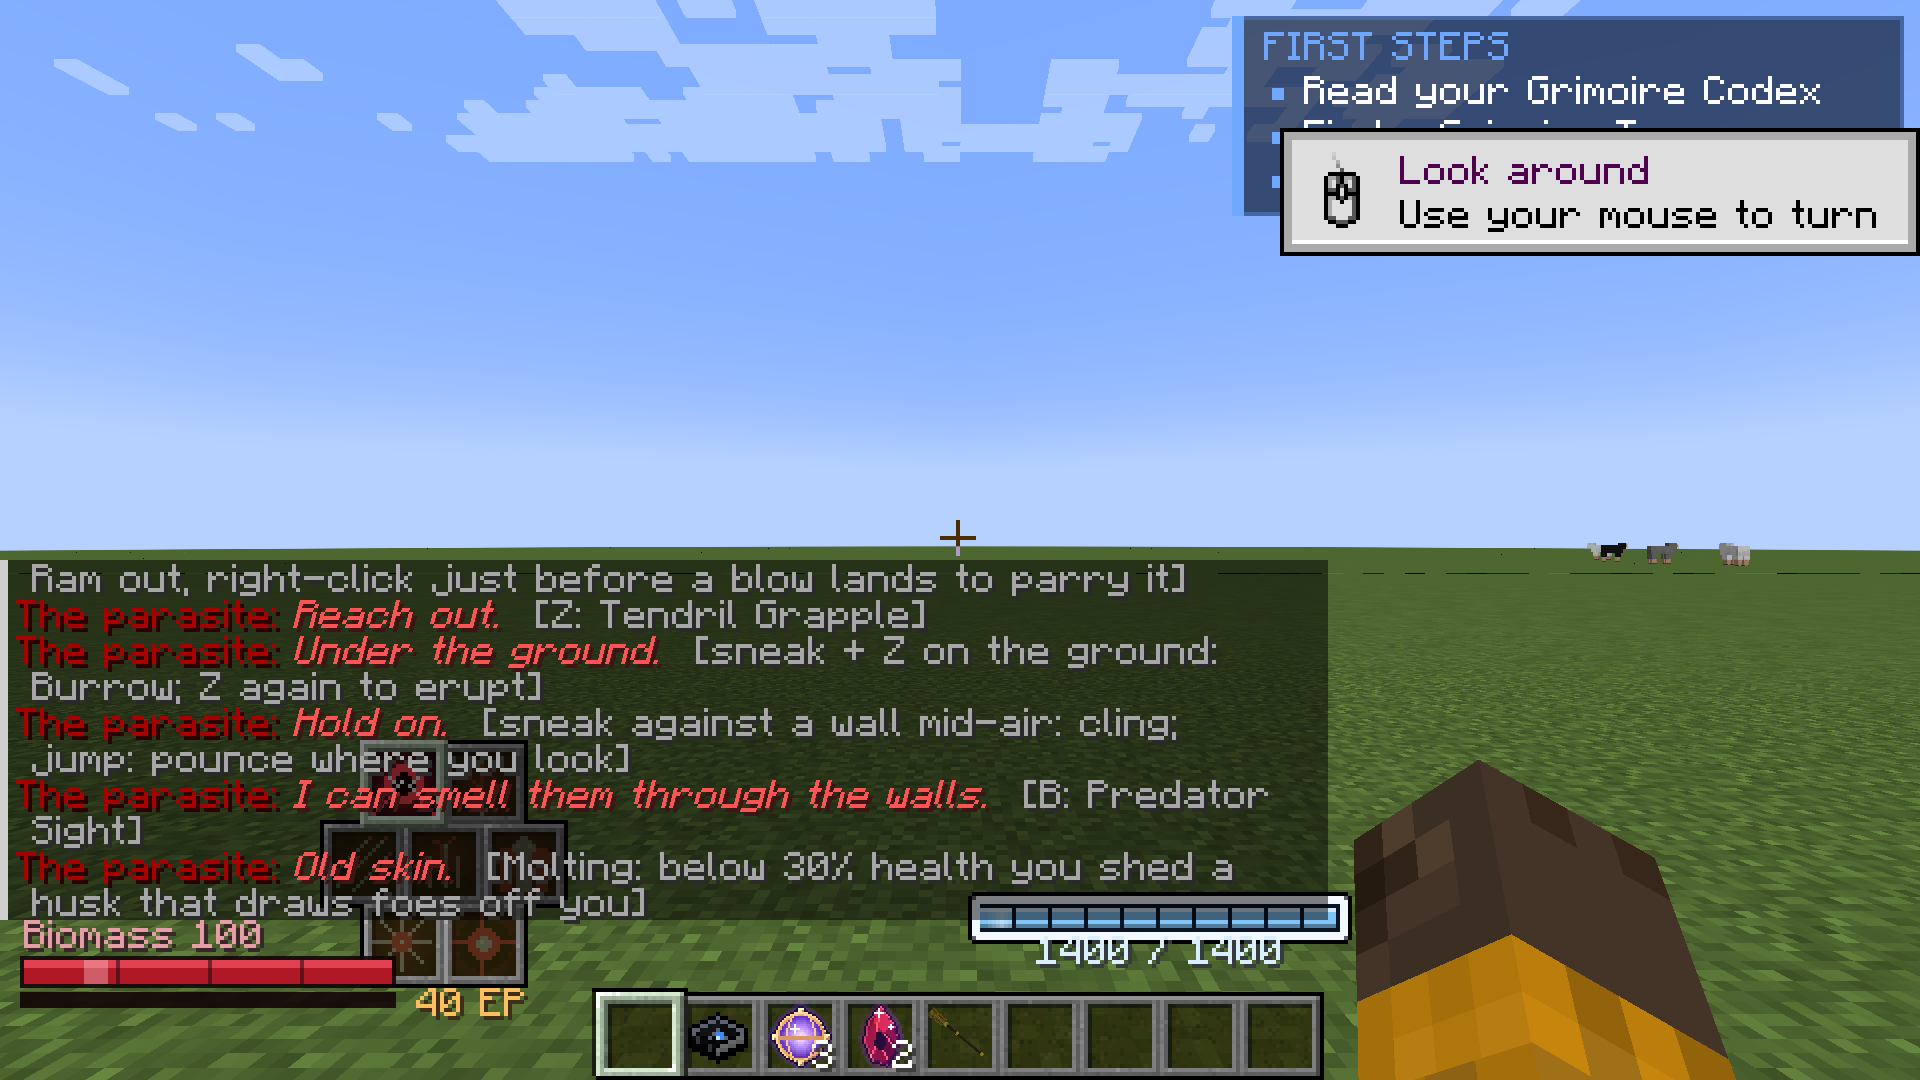 FIRST STEPS
Read your Grimoire Codex
Look around
Use your mouse to turn
Ram out, right-click just before a blow lands to parry it]
The parasite: Reach out. [Z: Tendril Grapple]
The parasite: Under the ground. [sneak + Z on the ground:
Burrow; Z again to erupt]
The parasite: Hold on. [sneak against a wall mid-air: cling;
jump: pounce where you look]
The parasite: I can smell them through the walls. [B: Predator
Sight]
The parasite: Old skin. [Molting: below 30% health you shed a
husk that draws foes off you]
Biomass 100
1400 / 1400
40 EP
3
2